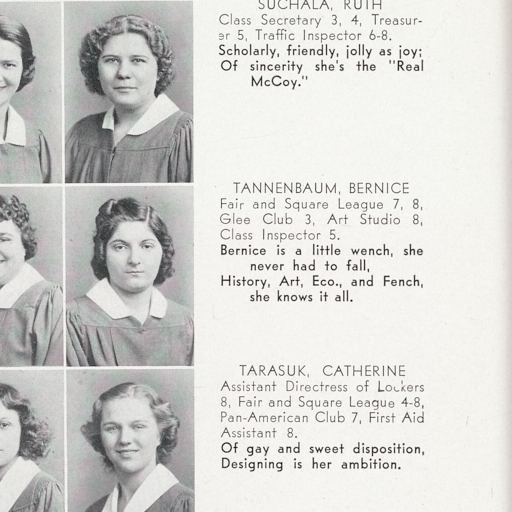 SUCHALA, RUTH
Class Secretary 3, 4, Treasur-
er 5, Traffic Inspector 6-8.
Scholarly, friendly, jolly as joy;
Of sincerity she's the "Real
McCoy."
TANNENBAUM, BERNICE
Fair and Square League 7, 8,
Glee Club 3, Art Studio 8,
Class Inspector 5.
Bernice is a little wench, she
never had to fall,
History, Art, Eco., and Fench,
she knows it all.
TARASUK, CATHERINE
Assistant Directress of Lockers
8, Fair and Square League 4-8,
Pan-American Club 7, First Aid
Assistant 8.
Of gay and sweet disposition,
Designing is her ambition.